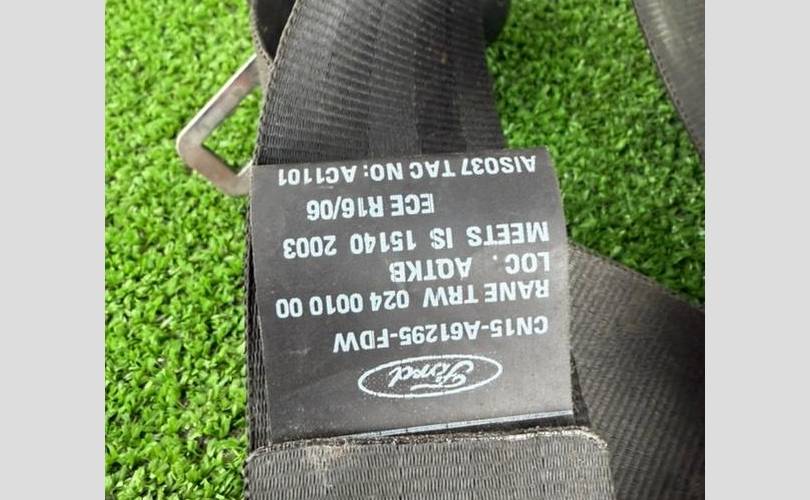 Ford
CN15-A61295-FDW
RANE TRW 024 0010 00
LOC. AQTKB
MEETS IS 15140 2003
ECE R16/06
AIS037 TAC NO: AC1101